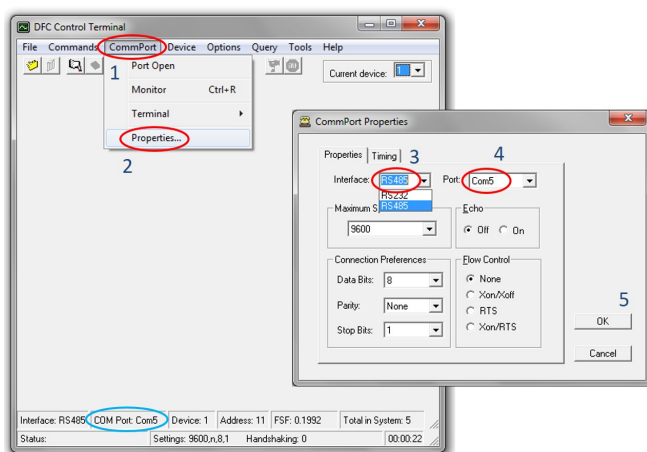 DFC Control Terminal
File Commands CommPort Device Options Query Tools Help
1
Port Open
Monitor Ctrl+R
Terminal
Properties...
2
Current device: 1
CommPort Properties
Properties Timing
3
4
Interface: RS485 Port: Com5
RS232
RS485
Maximum S
9600
Echo
Off On
Connection Preferences
Data Bits: 8
Parity: None
Stop Bits: 1
Flow Control
None
Xon/Xoff
RTS
Xon/RTS
5
OK
Cancel
Interface: RS485 COM Port: Com5 Device: 1 Address: 11 FSF: 0.1992 Total in System: 5
Status: Settings: 9600,n,8,1 Handshaking: 0 00:00:22